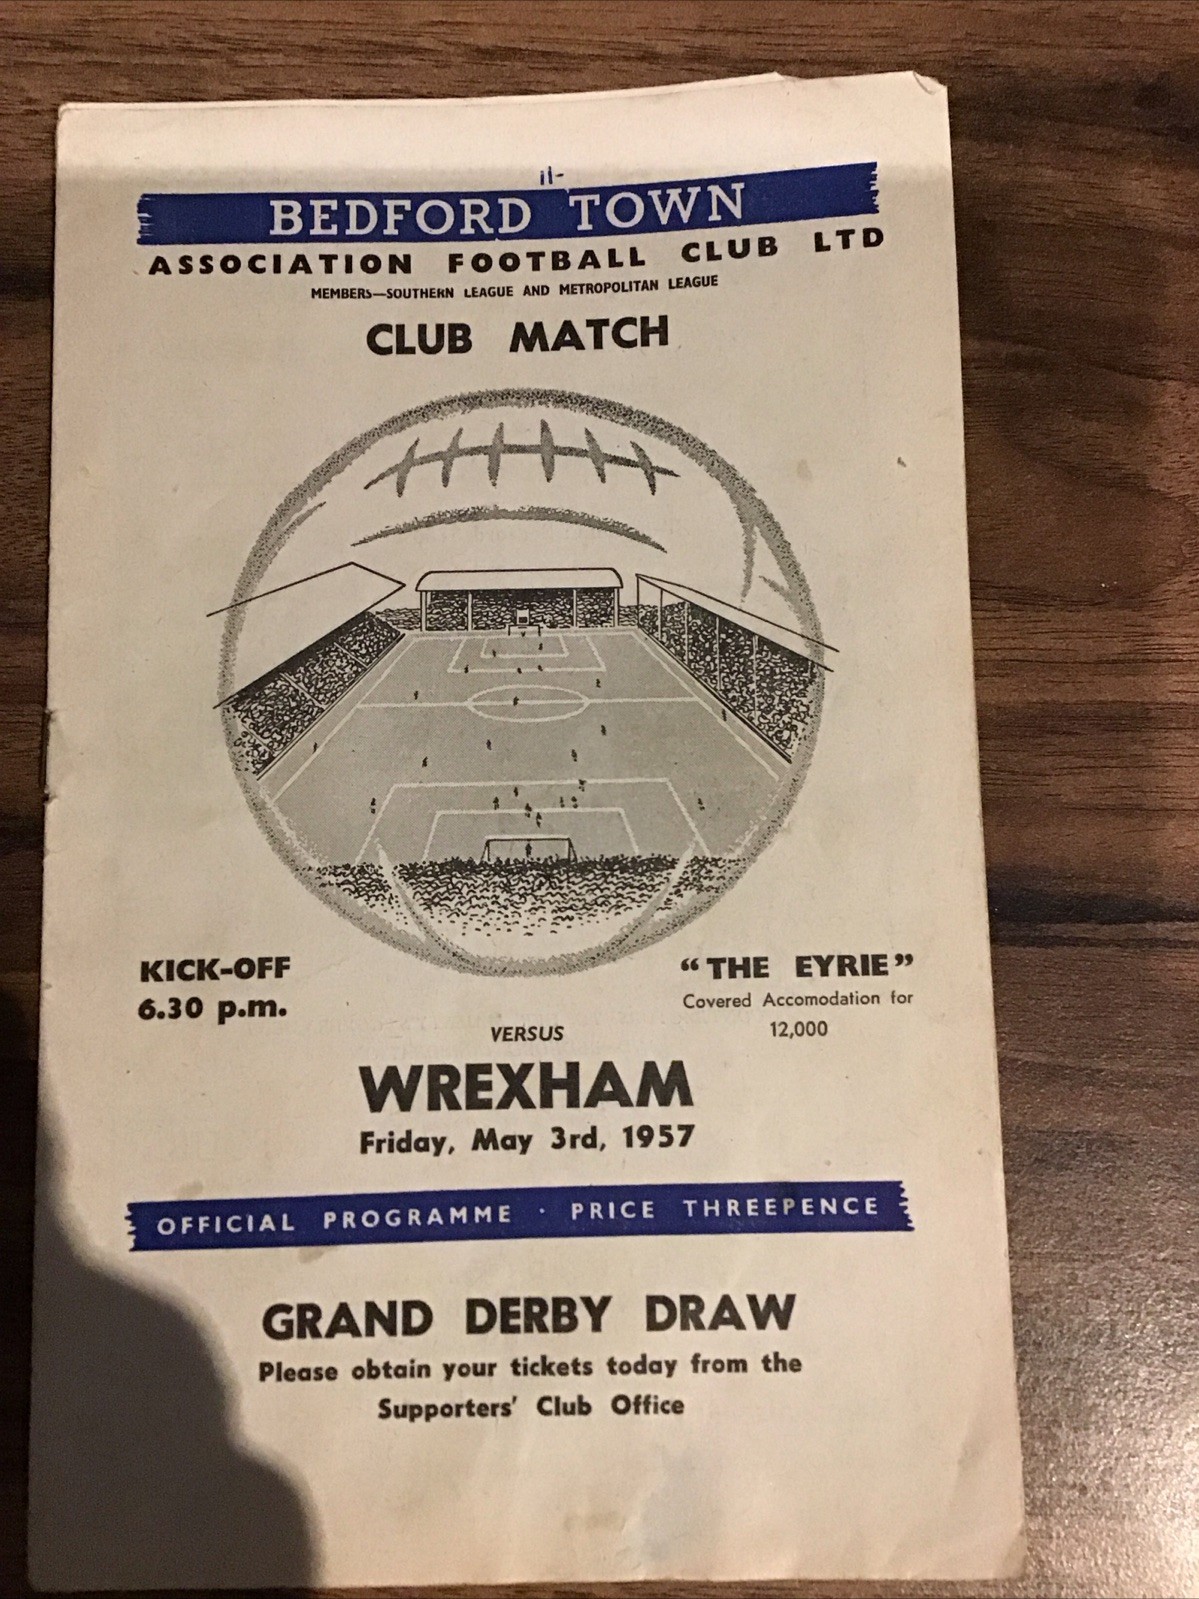 11-
BEDFORD TOWN
ASSOCIATION FOOTBALL CLUB LTD
MEMBERS—SOUTHERN LEAGUE AND METROPOLITAN LEAGUE
CLUB MATCH
KICK-OFF
6.30 p.m.
“THE EYRIE”
Covered Accomodation for
12,000
VERSUS
WREXHAM
Friday, May 3rd, 1957
OFFICIAL PROGRAMME · PRICE THREEPENCE
GRAND DERBY DRAW
Please obtain your tickets today from the
Supporters' Club Office